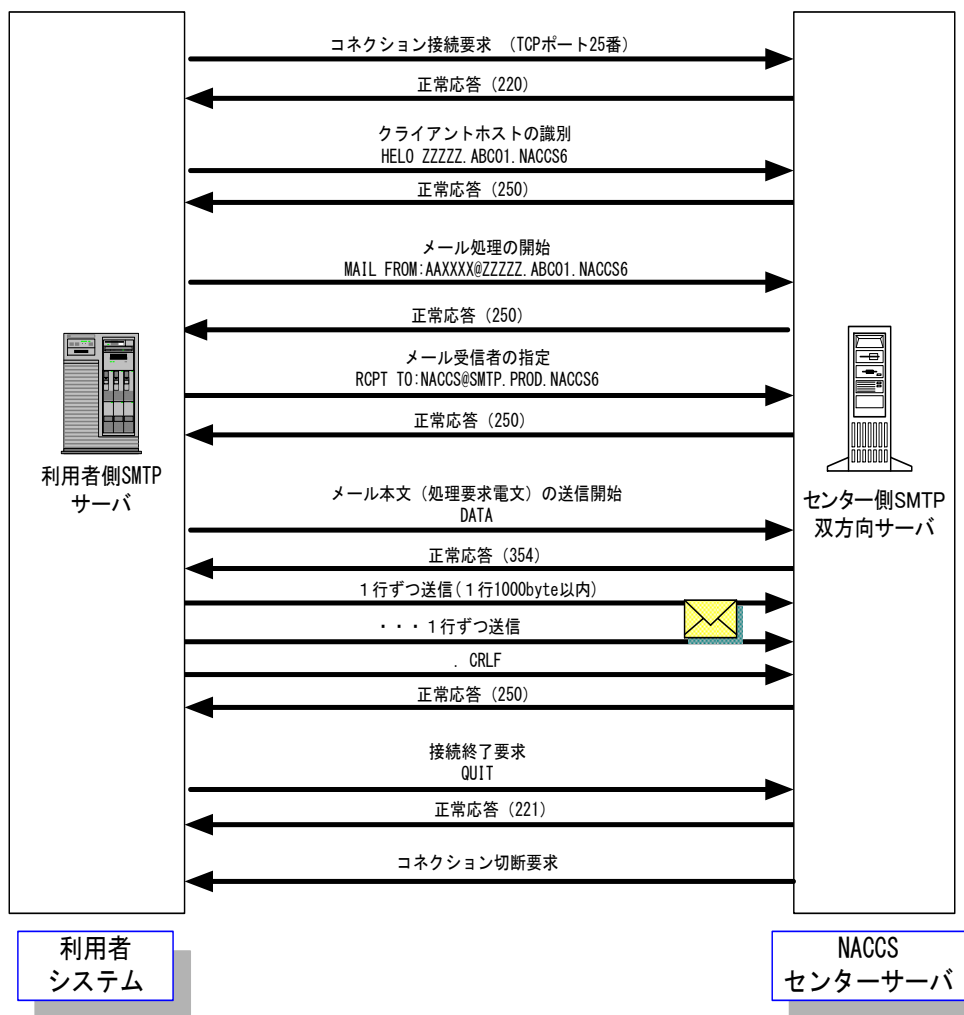 コネクション接続要求 (TCPポート25番)
正常応答(220)
クライアントホストの識別
HELO ZZZZZ.ABC01.NACCS6
正常応答(250)
メール処理の開始
MAIL FROM:AAXXXX@ZZZZZ.ABC01.NACCS6
正常応答(250)
メール受信者の指定
RCPT TO:NACCS@SMTP.PROD.NACCS6
正常応答(250)
利用者側SMTP
サーバ
センター側SMTP
双方向サーバ
メール本文(処理要求電文)の送信開始
DATA
正常応答(354)
1行ずつ送信(1行1000byte以内)
・・・1行ずつ送信
. CRLF
正常応答(250)
接続終了要求
QUIT
正常応答(221)
コネクション切断要求
利用者
システム
NACCS
センターサーバ